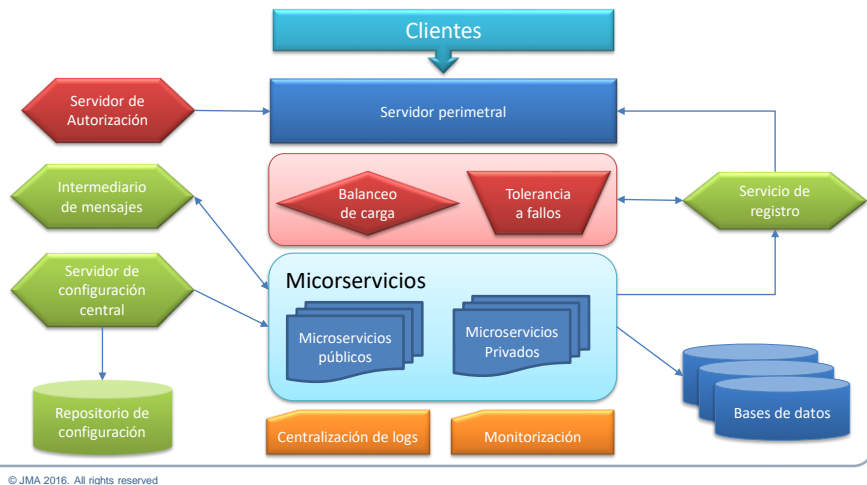 Clientes
Servidor de
Autorización
Servidor perimetral
Intermediario
de mensajes
Balanceo
de carga
Tolerancia
a fallos
Servicio de
registro
Servidor de
configuración
central
Micorservicios
Microservicios
públicos
Microservicios
Privados
Repositorio de
configuración
Bases de datos
Centralización de logs
Monitorización
© JMA 2016. All rights reserved